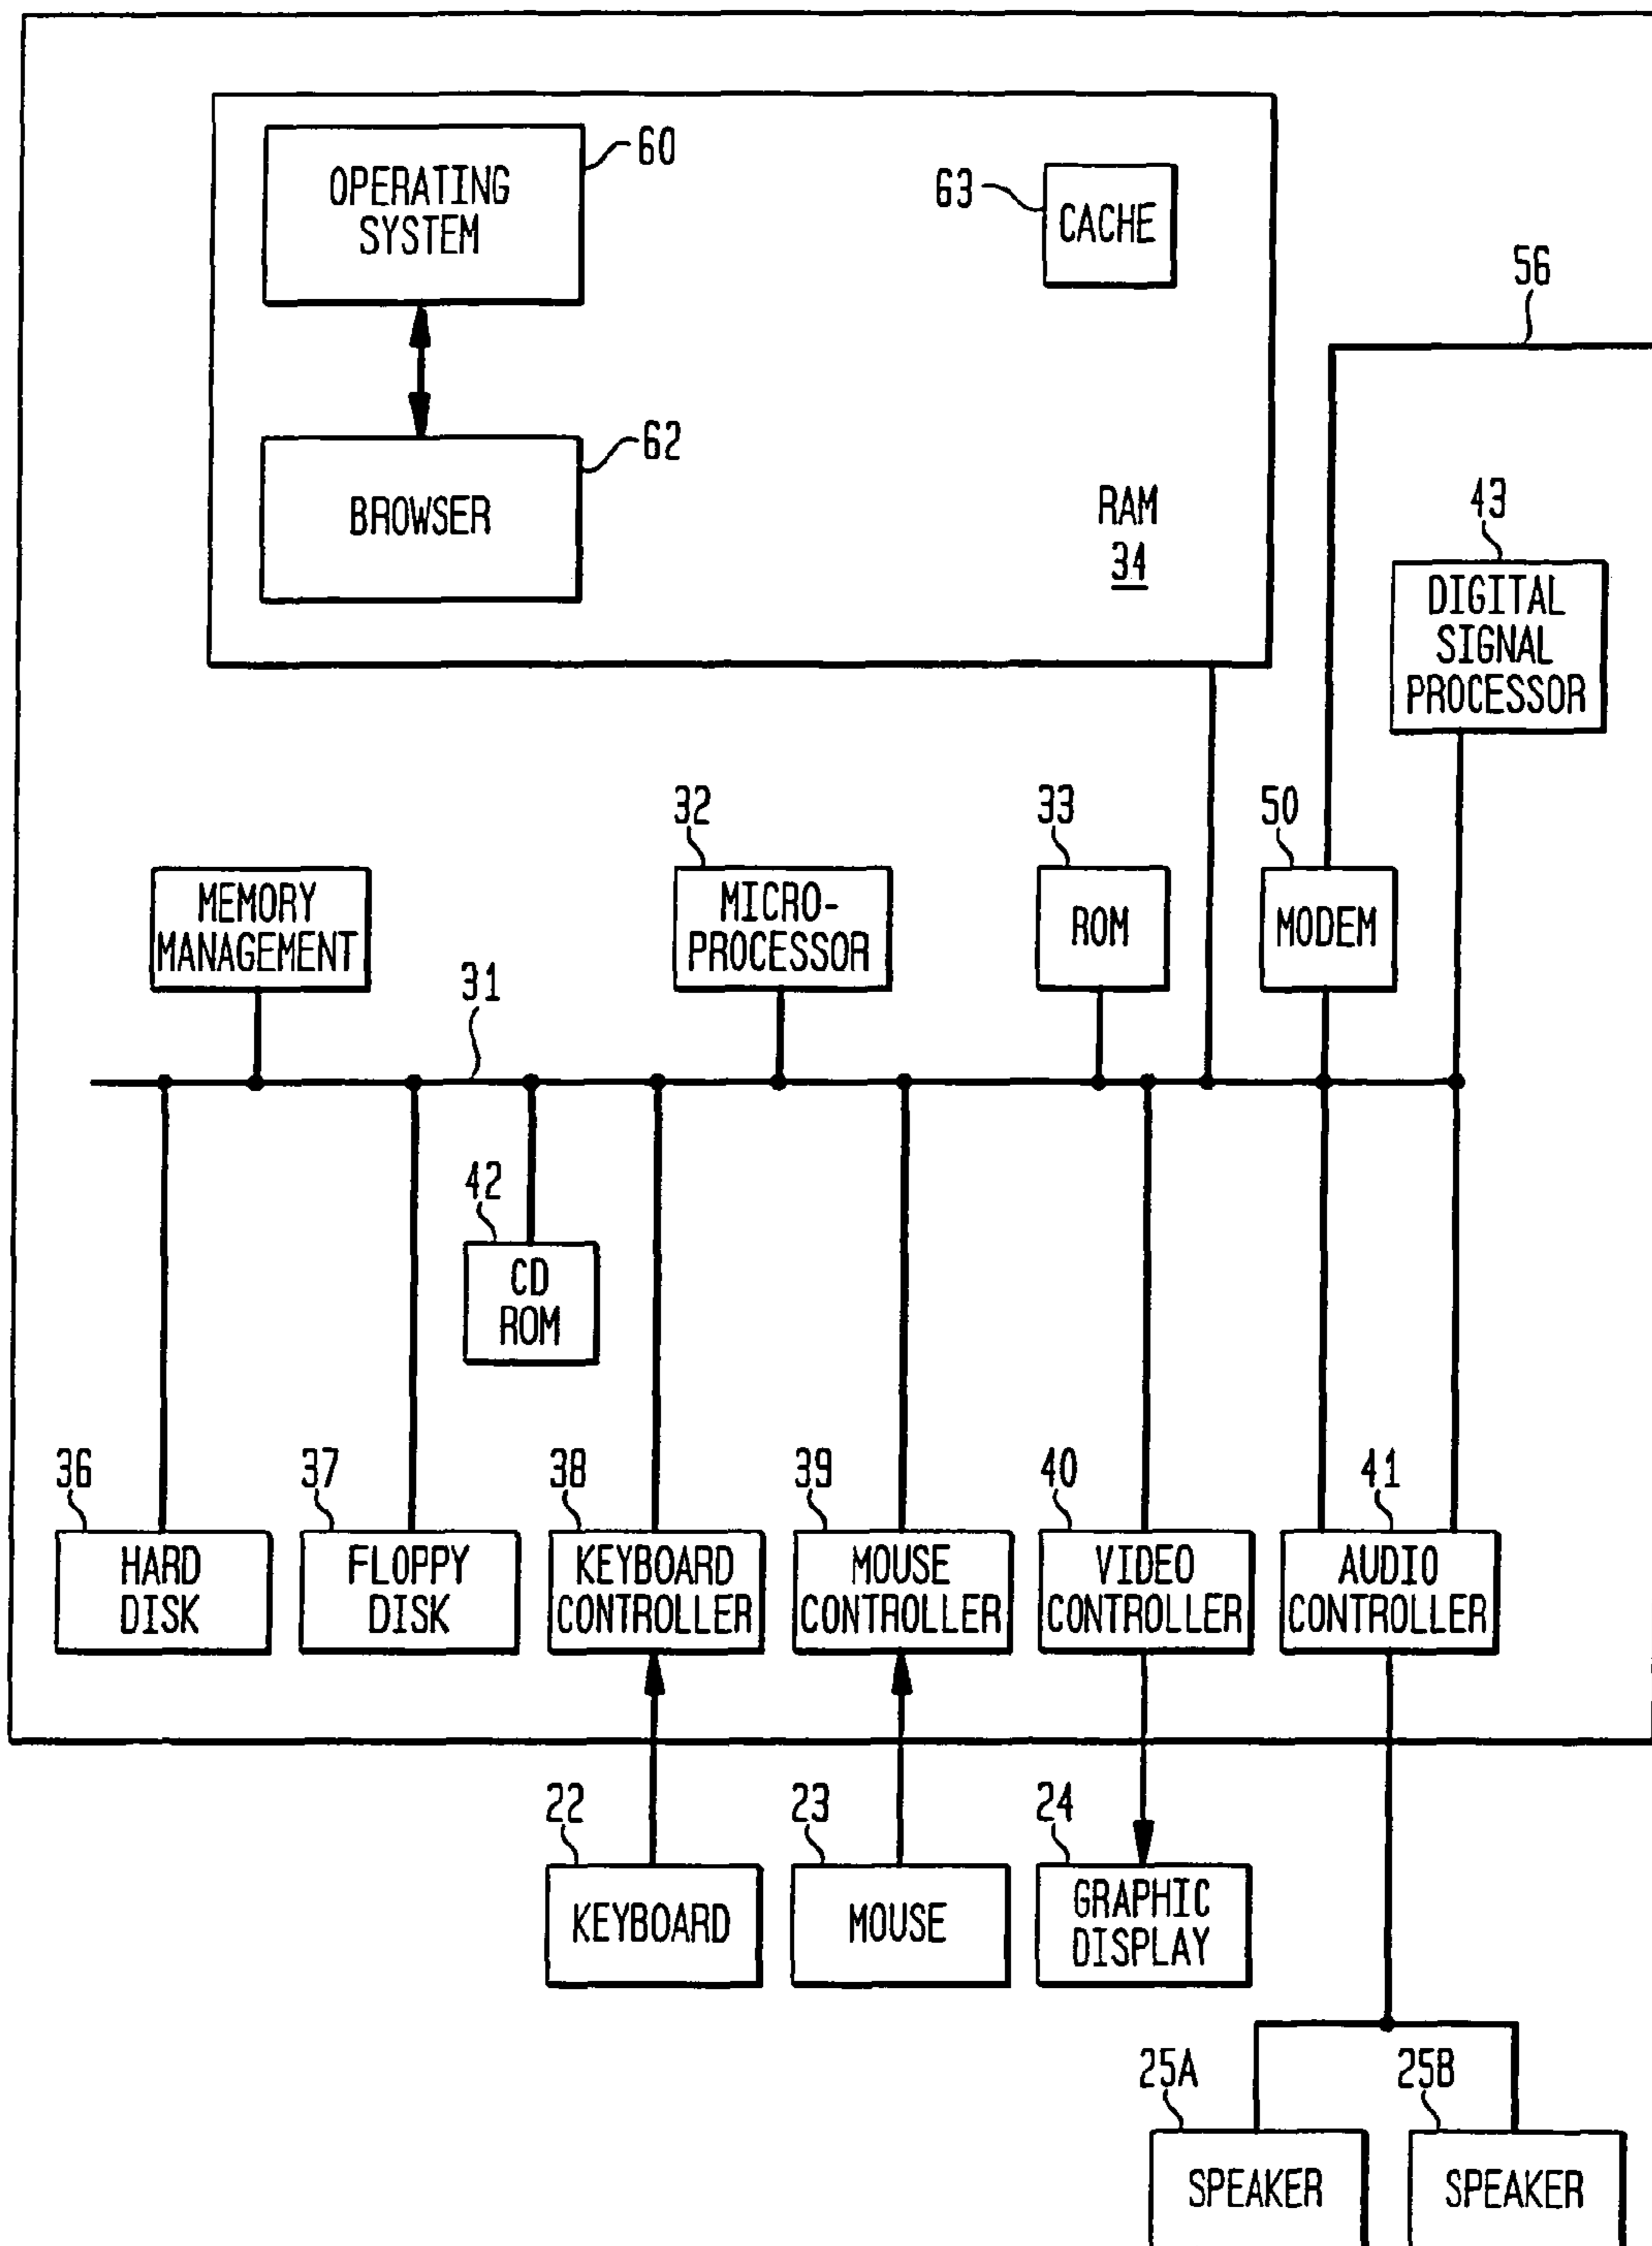 60
OPERATING
SYSTEM
63
CACHE
56
62
BROWSER
RAM
34
43
DIGITAL
SIGNAL
PROCESSOR
32
33
50
MEMORY
MANAGEMENT
MICRO-
PROCESSOR
ROM
MODEM
31
42
CD
ROM
36
37
38
39
40
41
HARD
DISK
FLOPPY
DISK
KEYBOARD
CONTROLLER
MOUSE
CONTROLLER
VIDEO
CONTROLLER
AUDIO
CONTROLLER
22
23
24
KEYBOARD
MOUSE
GRAPHIC
DISPLAY
25A
25B
SPEAKER
SPEAKER